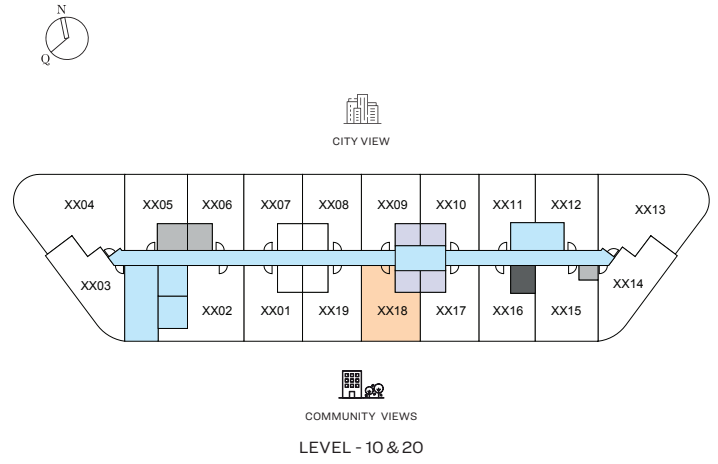 N
Q
CITY VIEW
XX04 XX05 XX06 XX07 XX08 XX09 XX10 XX11 XX12 XX13
XX03 XX14
XX02 XX01 XX19 XX18 XX17 XX16 XX15
COMMUNITY VIEWS
LEVEL - 10 & 20